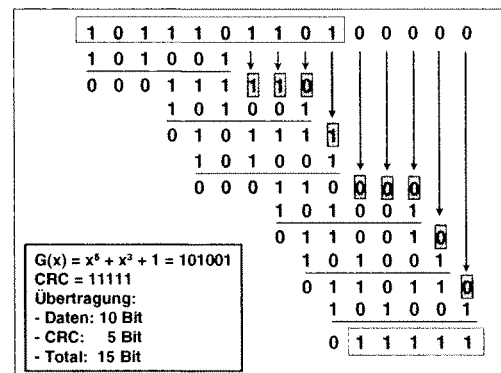 1 0 1 1 1 0 1 1 0 1 0 0 0 0 0
1 0 1 0 0 1
0 0 0 1 1 1 1 1 0
1 0 1 0 0 1
0 1 0 1 1 1 1
1 0 1 0 0 1
0 0 0 1 1 0 0 0 0
1 0 1 0 0 1
0 1 1 0 0 1 0
1 0 1 0 0 1
0 1 1 0 1 1 0
1 0 1 0 0 1
0 1 1 1 1 1
G(x) = x⁵ + x³ + 1 = 101001
CRC = 11111
Übertragung:
- Daten: 10 Bit
- CRC: 5 Bit
- Total: 15 Bit